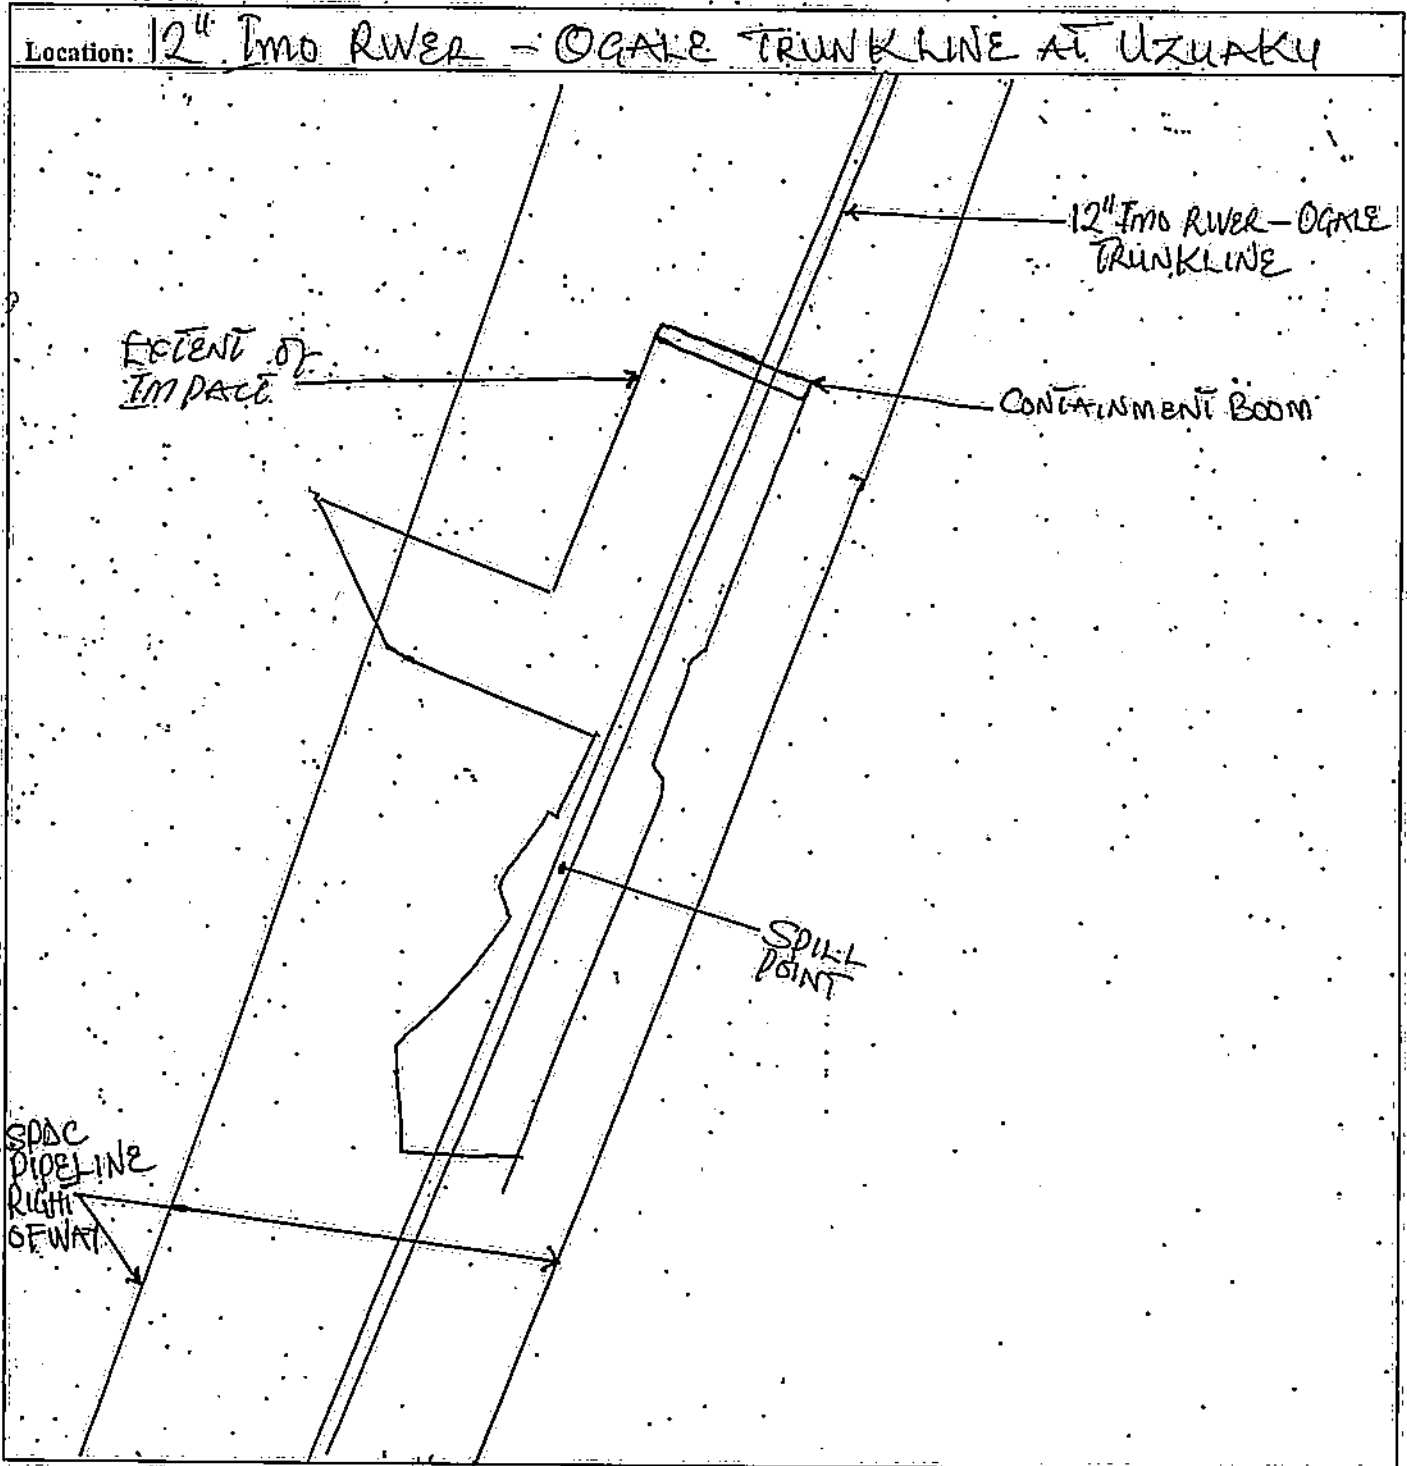 Location: 12" IMO RIVER - OGALE TRUNKLINE AT UZUAKU
12" IMO RIVER - OGALE
TRUNKLINE
EXTENT OF
IMPACT
CONTAINMENT BOOM
SPILL
POINT
SPDC
PIPELINE
RIGHT
OF WAY